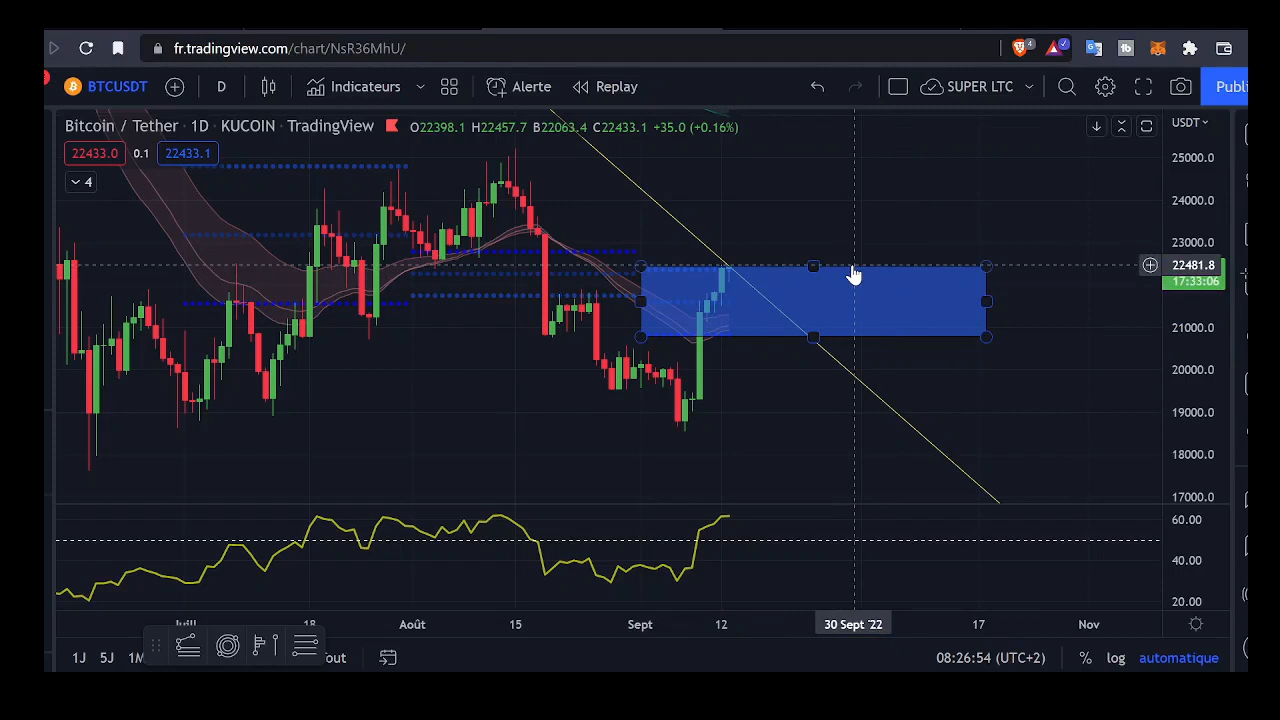 fr.tradingview.com/chart/NsR36MhU/
4
BTCUSDT D Indicateurs Alerte Replay SUPER LTC Publi
Bitcoin / Tether · 1D · KUCOIN · TradingView O22398.1 H22457.7 B22063.4 C22433.1 +35.0 (+0.16%) USDT
22433.0 0.1 22433.1
4
25000.0
24000.0
23000.0
22481.8
17:33:06
21000.0
20000.0
19000.0
18000.0
17000.0
60.00
40.00
20.00
Juill 18 Août 15 Sept 12 30 Sept '22 17 Nov
1J 5J 1M Tout 08:26:54 (UTC+2) % log automatique